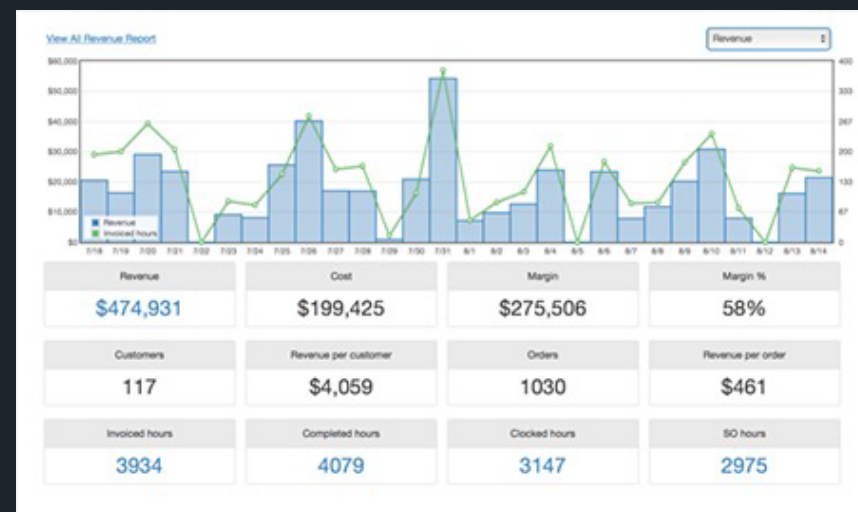 View All Revenue Report
Revenue
$60,000
400
$50,000
333
$40,000
267
$30,000
200
$20,000
133
$10,000
67
$0
0
Revenue
Invoiced hours
7/18 7/19 7/20 7/21 7/22 7/23 7/24 7/25 7/26 7/27 7/28 7/29 7/30 7/31 8/1 8/2 8/3 8/4 8/5 8/6 8/7 8/8 8/9 8/10 8/11 8/12 8/13 8/14
Revenue Cost Margin Margin %
$474,931 $199,425 $275,506 58%
Customers Revenue per customer Orders Revenue per order
117 $4,059 1030 $461
Invoiced hours Completed hours Clocked hours SO hours
3934 4079 3147 2975